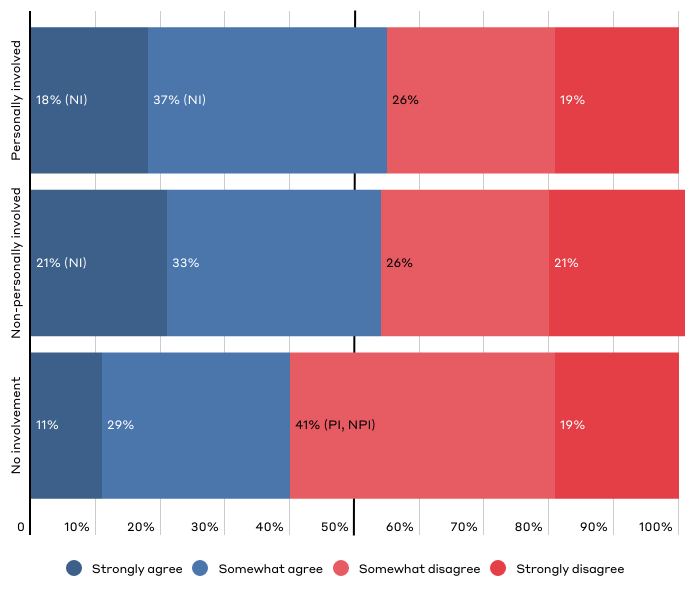 Personally involved
18% (NI) 37% (NI) 26% 19%
Non-personally involved
21% (NI) 33% 26% 21%
No involvement
11% 29% 41% (PI, NPI) 19%
0 10% 20% 30% 40% 50% 60% 70% 80% 90% 100%
Strongly agree Somewhat agree Somewhat disagree Strongly disagree